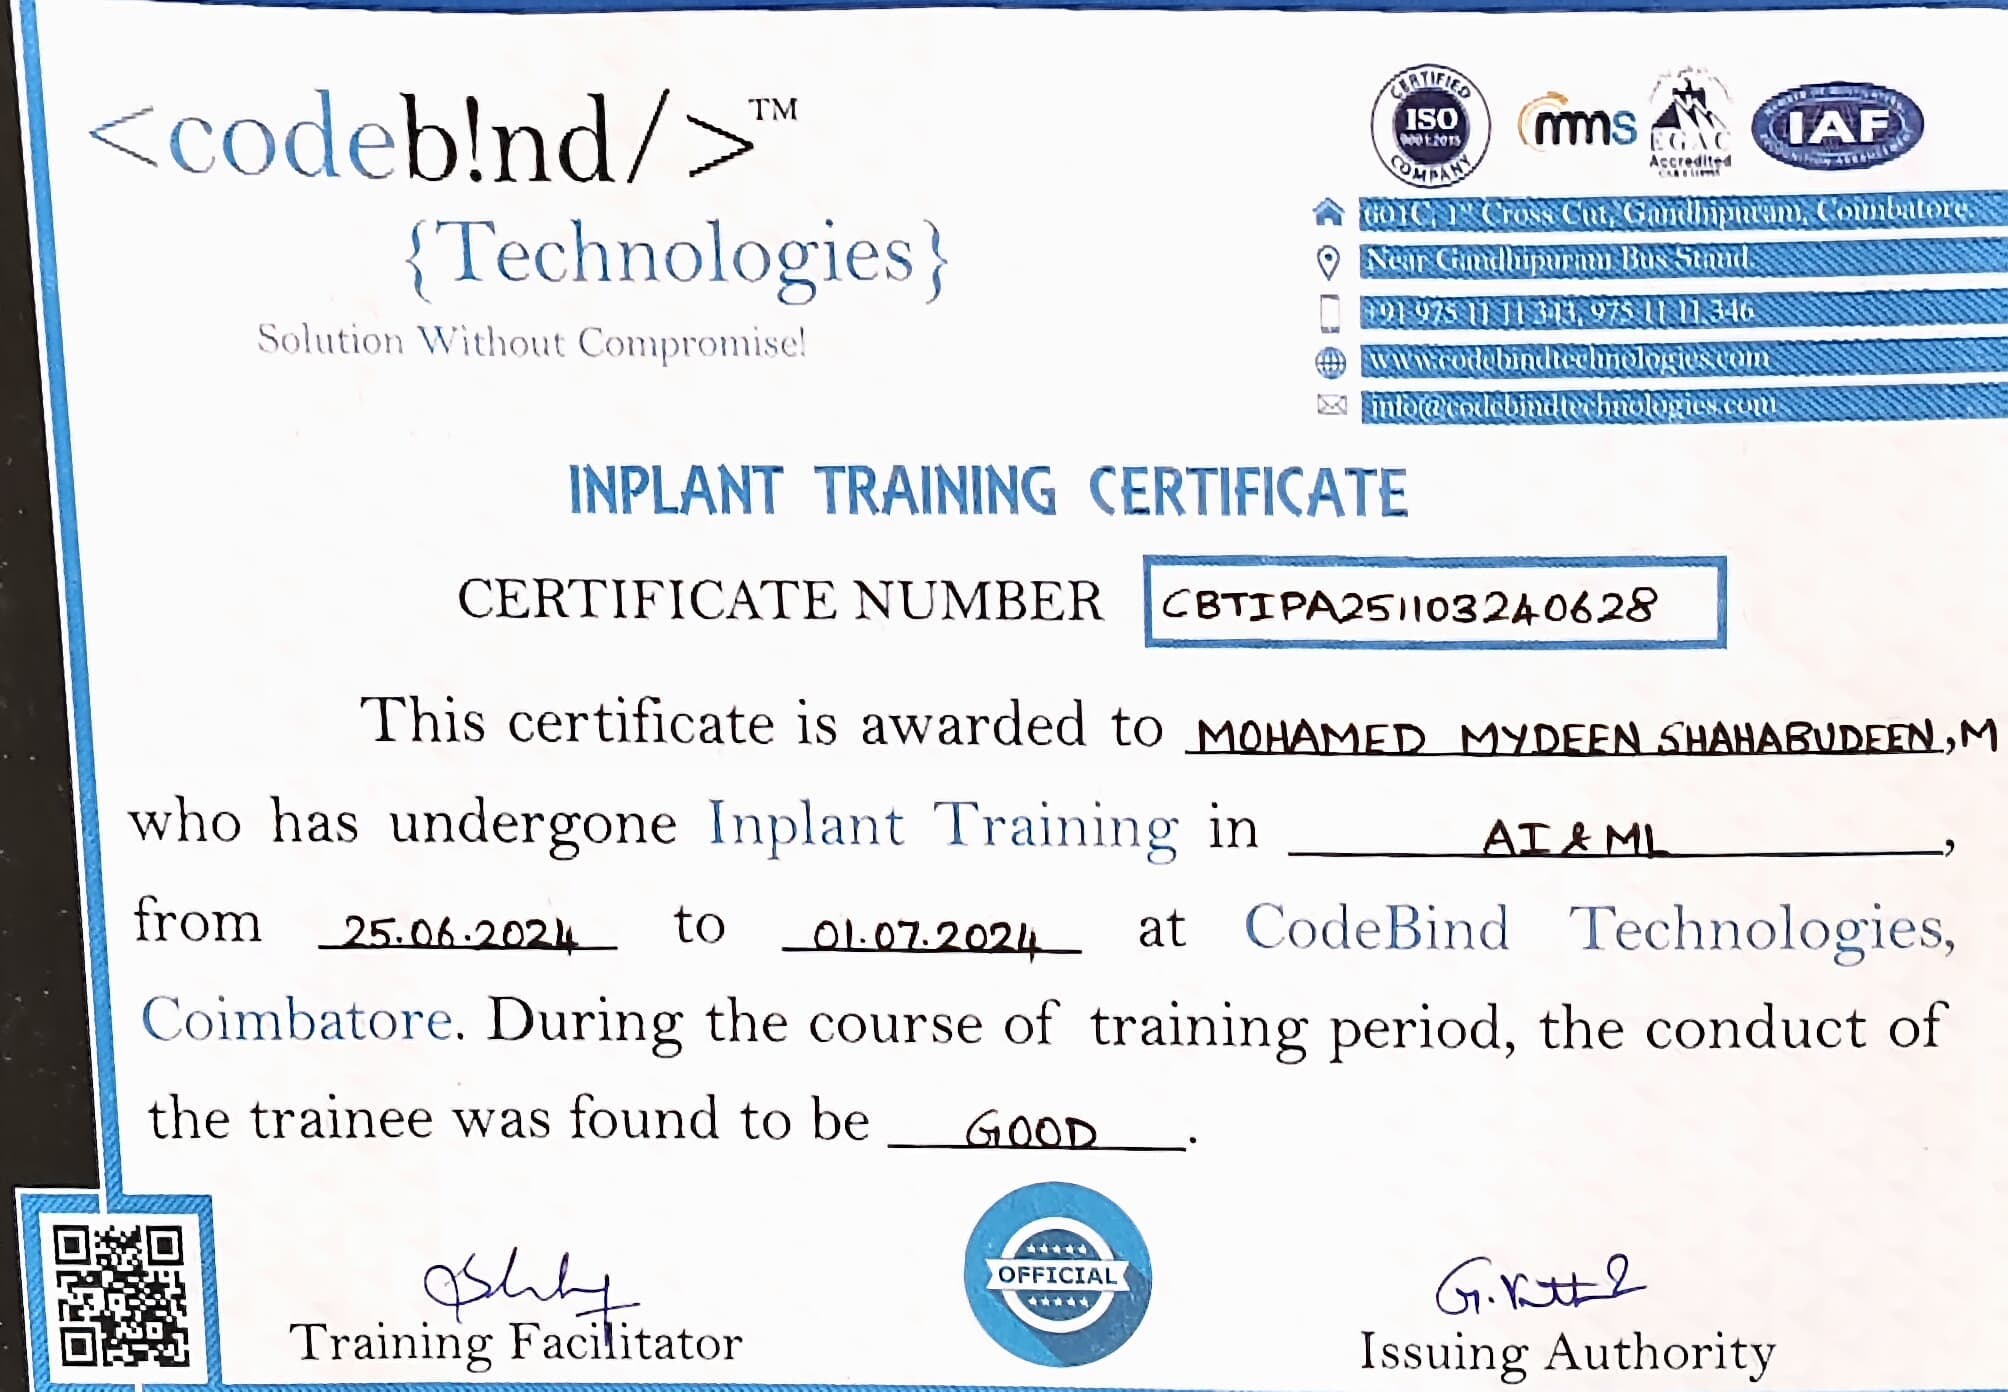 <codeb!nd/>™
{Technologies}
Solution Without Compromise!
CERTIFIED
ISO
9001:2015
COMPANY
mms
EGAC
Accredited
IAF
601C, 1st Cross Cut, Gandhipuram, Coimbatore.
Near Gandhipuram Bus Stand.
+91 975 11 11 343, 975 11 11 346
www.codebindtechnologies.com
info@codebindtechnologies.com
INPLANT TRAINING CERTIFICATE
CERTIFICATE NUMBER CBTIPA251103240628
This certificate is awarded to MOHAMED MYDEEN SHAHABUDEEN, M
who has undergone Inplant Training in AI & ML,
from 25.06.2024 to 01.07.2024 at CodeBind Technologies,
Coimbatore. During the course of training period, the conduct of
the trainee was found to be GOOD.
OFFICIAL
Training Facilitator
Issuing Authority